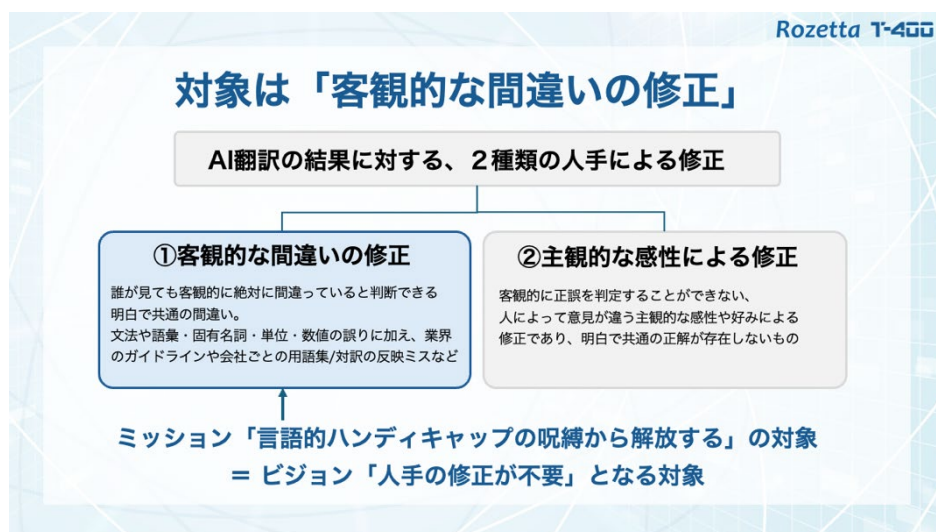 Rozetta T-400
対象は「客観的な間違いの修正」
AI翻訳の結果に対する、２種類の人手による修正
①客観的な間違いの修正
誰が見ても客観的に絶対に間違っていると判断できる
明白で共通の間違い。
文法や語彙・固有名詞・単位・数値の誤りに加え、業界
のガイドラインや会社ごとの用語集/対訳の反映ミスなど
②主観的な感性による修正
客観的に正誤を判定することができない、
人によって意見が違う主観的な感性や好みによる
修正であり、明白で共通の正解が存在しないもの
ミッション「言語的ハンディキャップの呪縛から解放する」の対象
＝ ビジョン「人手の修正が不要」となる対象